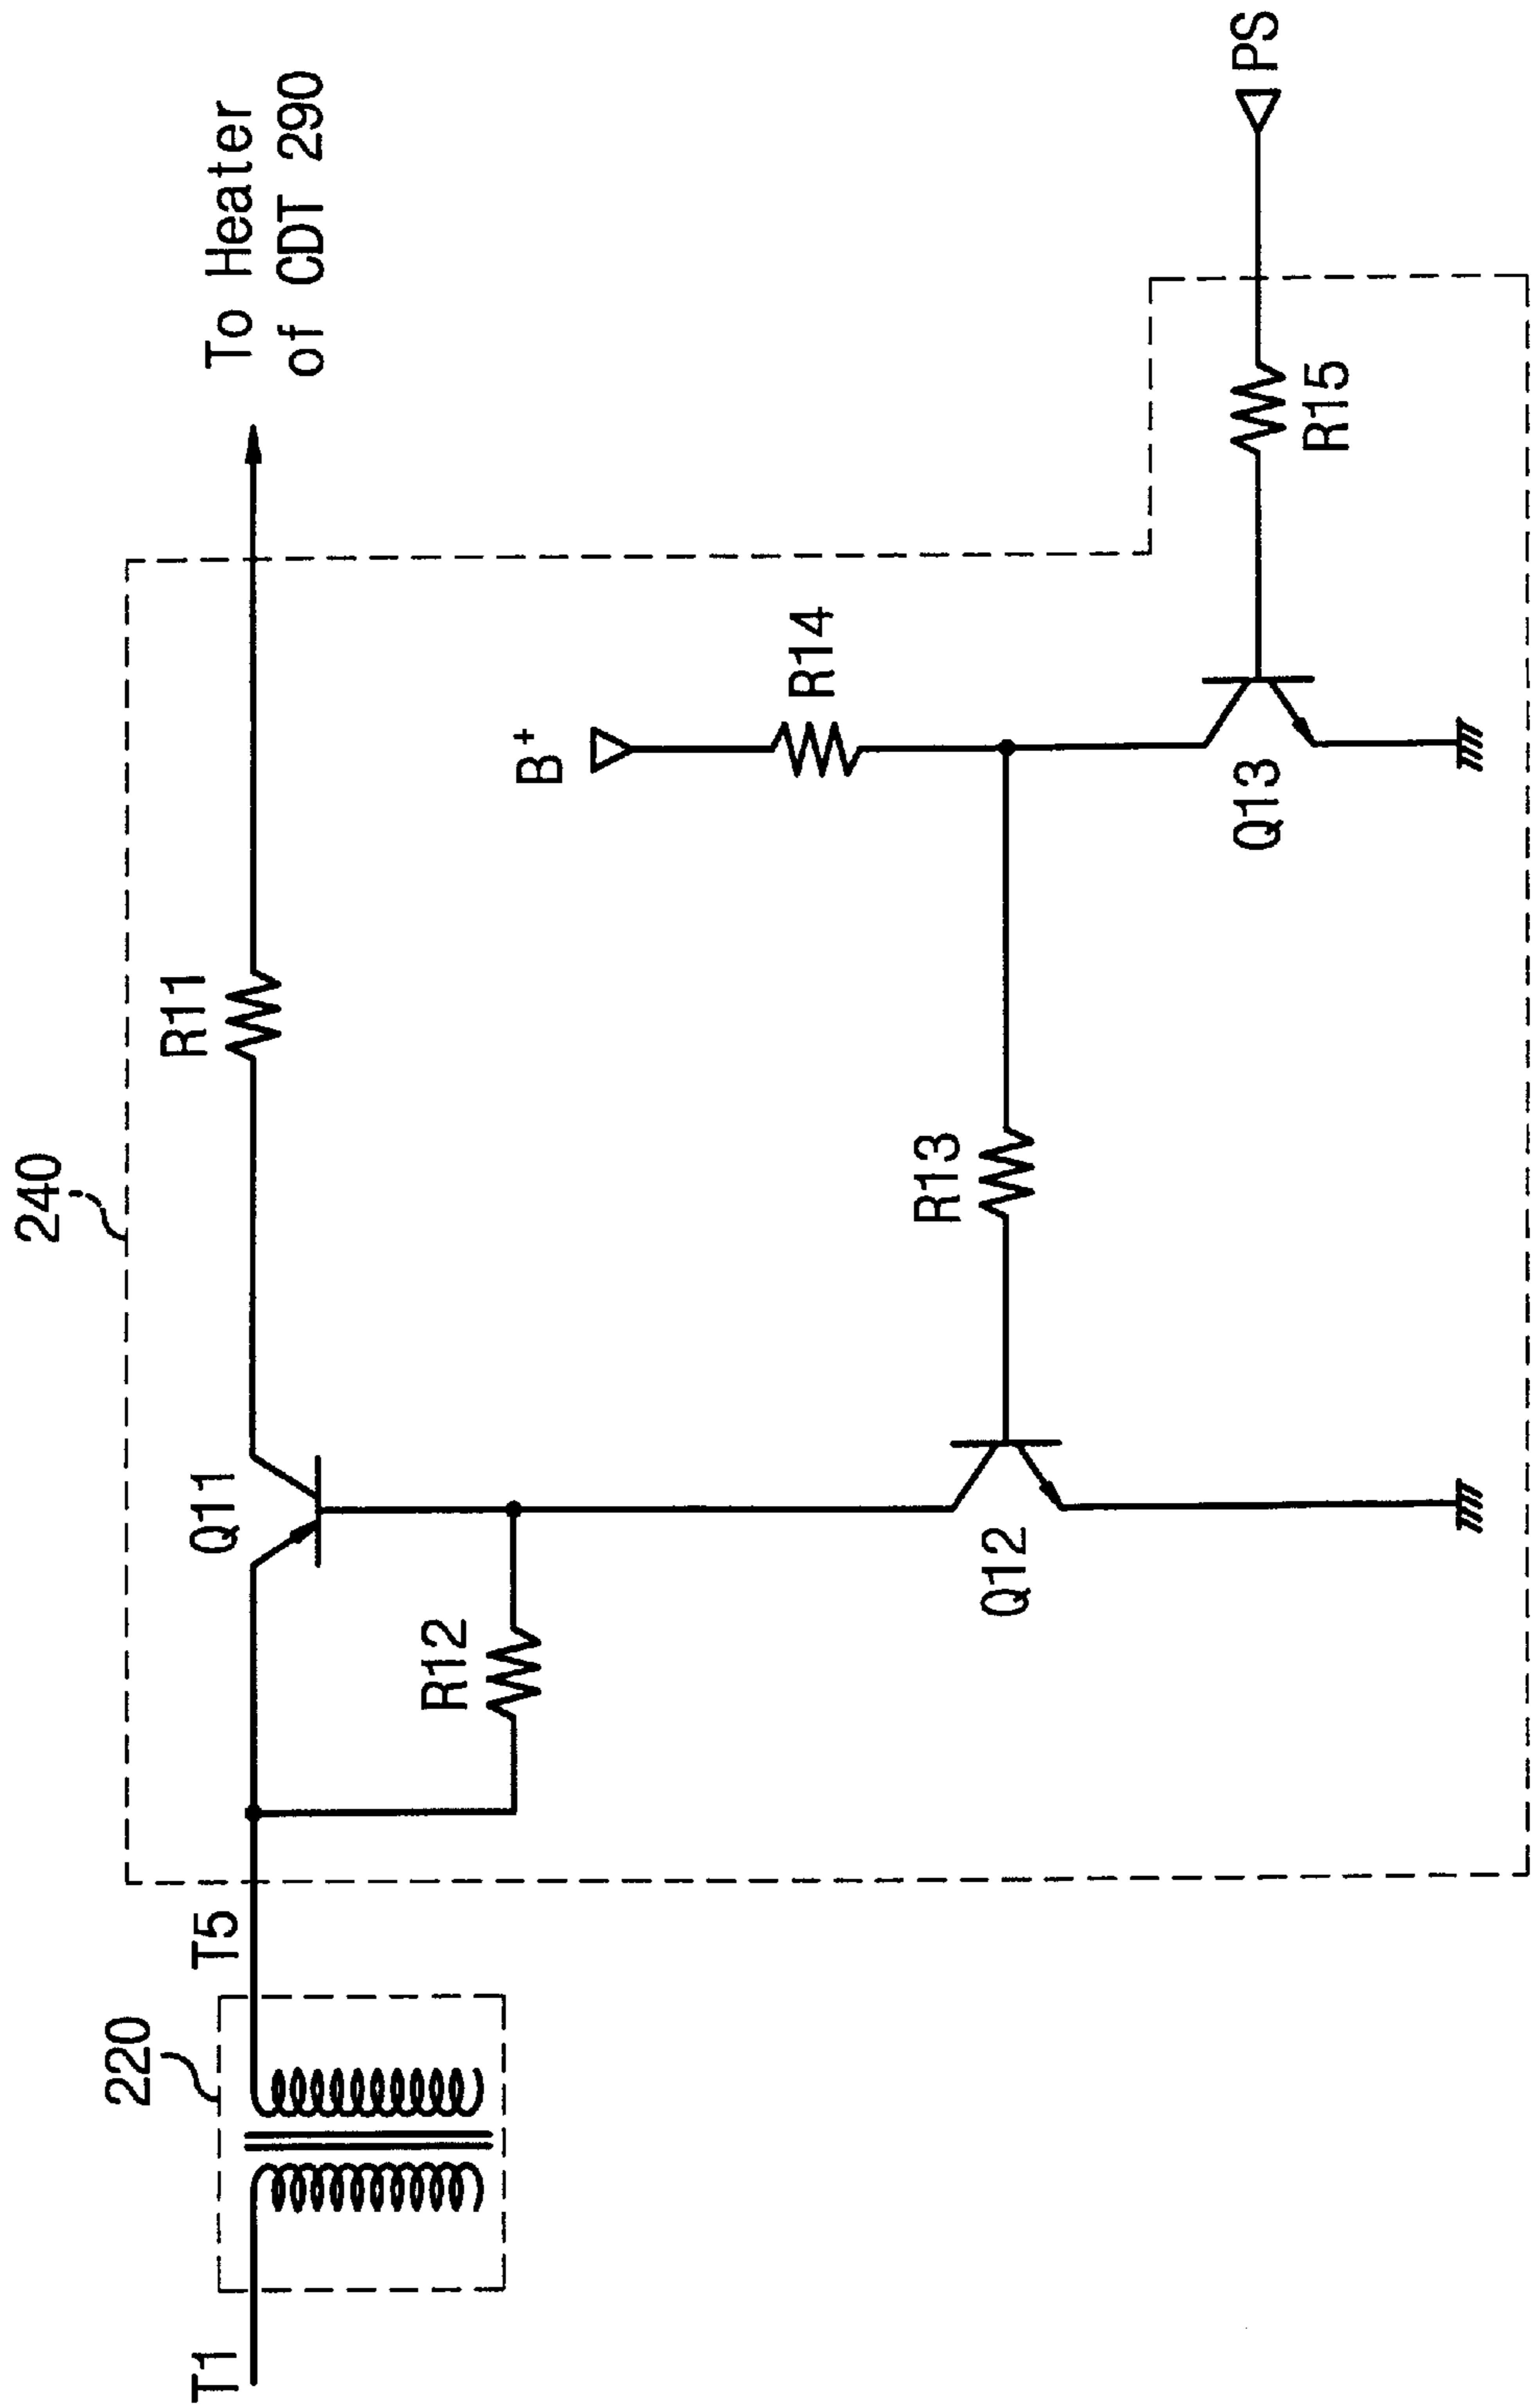 240
220
T1
T5
Q11
R11
To Heater
of CDT 290
R12
B+
R14
R13
Q12
Q13
R15
PS